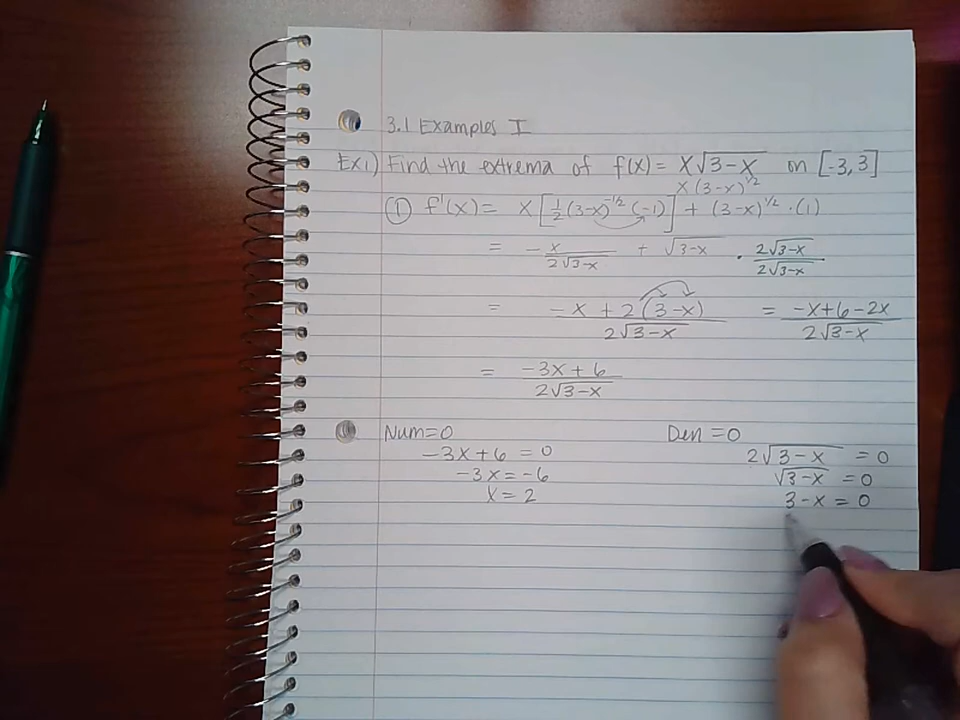 3.1 Examples I
Ex1) Find the extrema of f(x) = x√(3-x) on [-3, 3]
x(3-x)^(1/2)
① f'(x) = x[½(3-x)^(-1/2)(-1)] + (3-x)^(1/2)·(1)
= -x/(2√(3-x)) + √(3-x) · (2√(3-x))/(2√(3-x))
= (-x + 2(3-x))/(2√(3-x)) = (-x+6-2x)/(2√(3-x))
= (-3x + 6)/(2√(3-x))
Num=0 Den=0
-3x+6 = 0 2√(3-x) = 0
-3x = -6 √(3-x) = 0
x = 2 3-x = 0